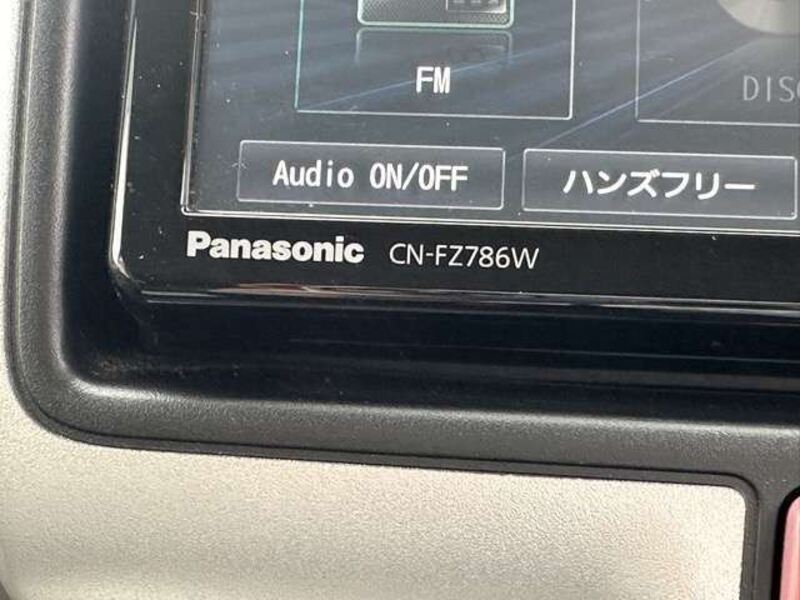 FM
Audio ON/OFF ハンズフリー
Panasonic CN-FZ786W